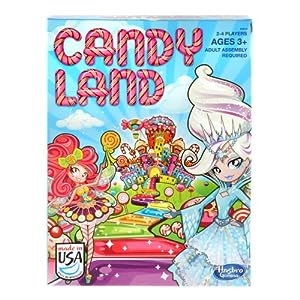 CANDY
LAND
2-4 PLAYERS
AGES 3+
ADULT ASSEMBLY
REQUIRED
made in
USA
Hasbro
Gaming